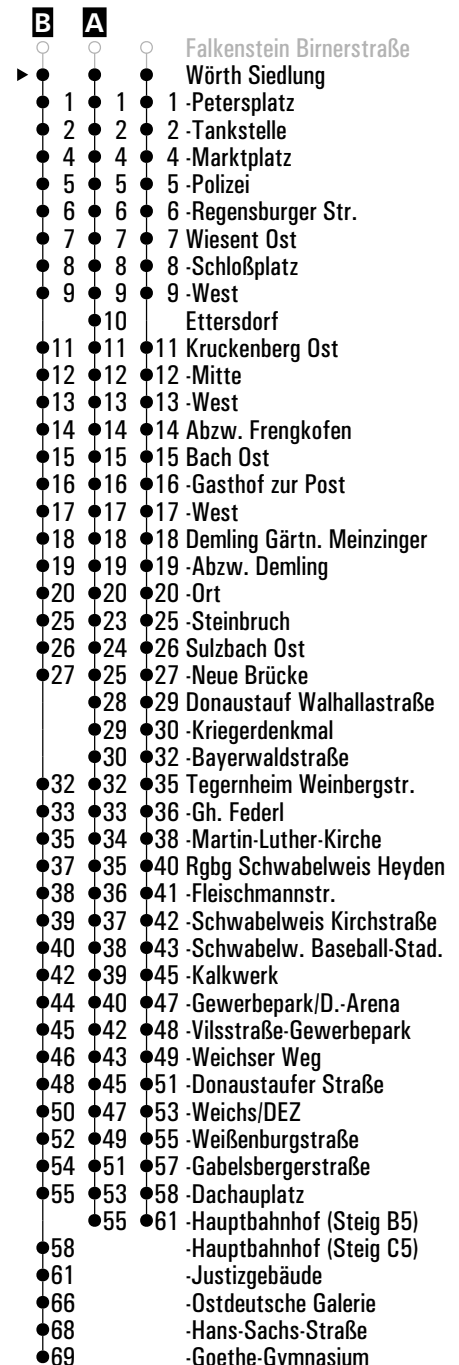 B A
Falkenstein Birnerstraße
Wörth Siedlung
1 1 1 -Petersplatz
2 2 2 -Tankstelle
4 4 4 -Marktplatz
5 5 5 -Polizei
6 6 6 -Regensburger Str.
7 7 7 Wiesent Ost
8 8 8 -Schloßplatz
9 9 9 -West
10 Ettersdorf
11 11 11 Kruckenberg Ost
12 12 12 -Mitte
13 13 13 -West
14 14 14 Abzw. Frengkofen
15 15 15 Bach Ost
16 16 16 -Gasthof zur Post
17 17 17 -West
18 18 18 Demling Gärtn. Meinzinger
19 19 19 -Abzw. Demling
20 20 20 -Ort
25 23 25 -Steinbruch
26 24 26 Sulzbach Ost
27 25 27 -Neue Brücke
28 29 Donaustauf Walhallastraße
29 30 -Kriegerdenkmal
30 32 -Bayerwaldstraße
32 32 35 Tegernheim Weinbergstr.
33 33 36 -Gh. Federl
35 34 38 -Martin-Luther-Kirche
37 35 40 Rgbg Schwabelweis Heyden
38 36 41 -Fleischmannstr.
39 37 42 -Schwabelweis Kirchstraße
40 38 43 -Schwabelw. Baseball-Stad.
42 39 45 -Kalkwerk
44 40 47 -Gewerbepark/D.-Arena
45 42 48 -Vilsstraße-Gewerbepark
46 43 49 -Weichser Weg
48 45 51 -Donaustaufer Straße
50 47 53 -Weichs/DEZ
52 49 55 -Weißenburgstraße
54 51 57 -Gabelsbergerstraße
55 53 58 -Dachauplatz
55 61 -Hauptbahnhof (Steig B5)
58 -Hauptbahnhof (Steig C5)
61 -Justizgebäude
66 -Ostdeutsche Galerie
68 -Hans-Sachs-Straße
69 -Goethe-Gymnasium